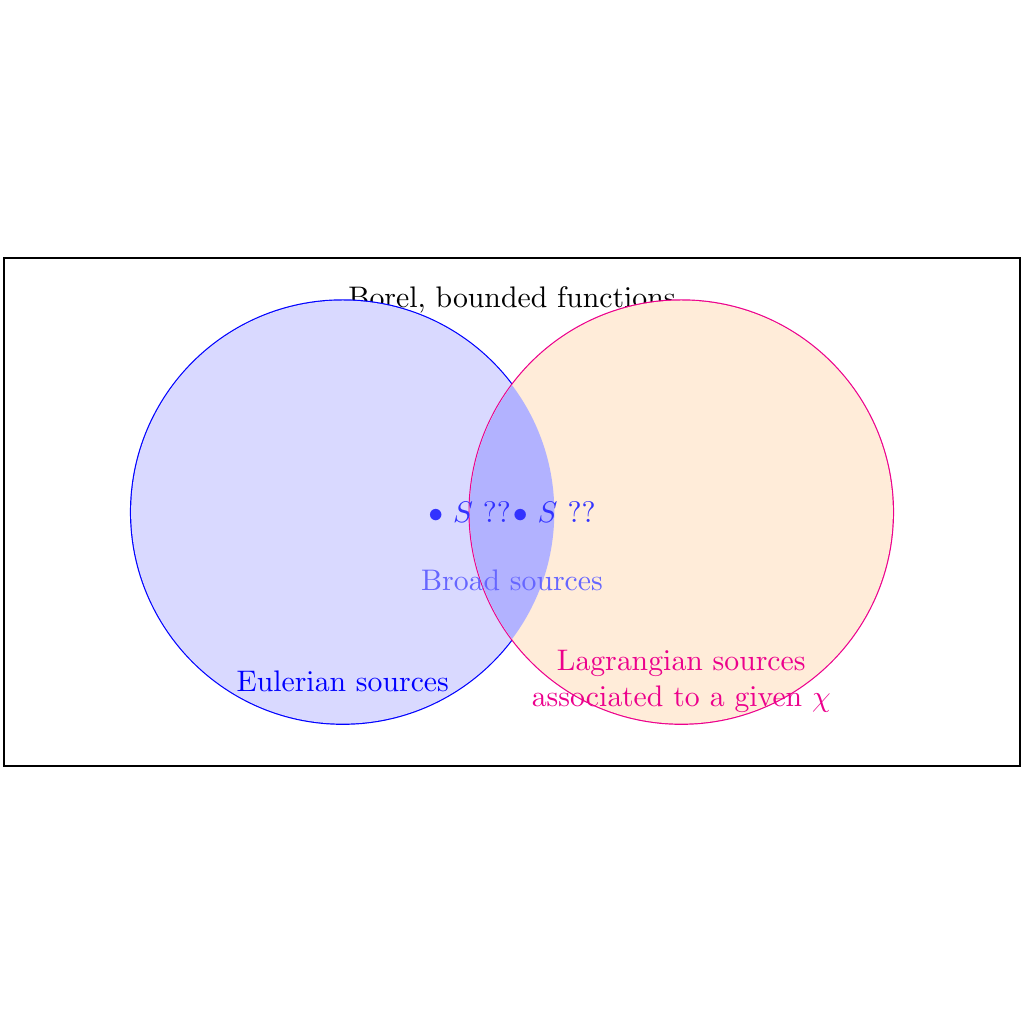 Borel, bounded functions
• S ?? • S ??
Broad sources
Eulerian sources
Lagrangian sources
associated to a given χ